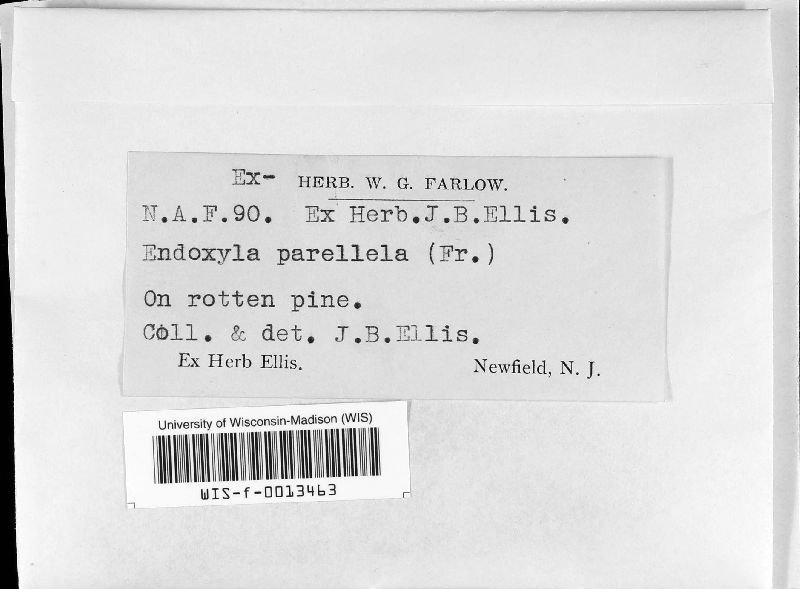 Ex- HERB. W. G. FARLOW.
N.A.F.90. Ex Herb.J.B.Ellis.
Endoxyla parellela (Fr.)
On rotten pine.
Coll. & det. J.B.Ellis.
Ex Herb Ellis. Newfield, N. J.
University of Wisconsin-Madison (WIS)
WIS-f-0013463